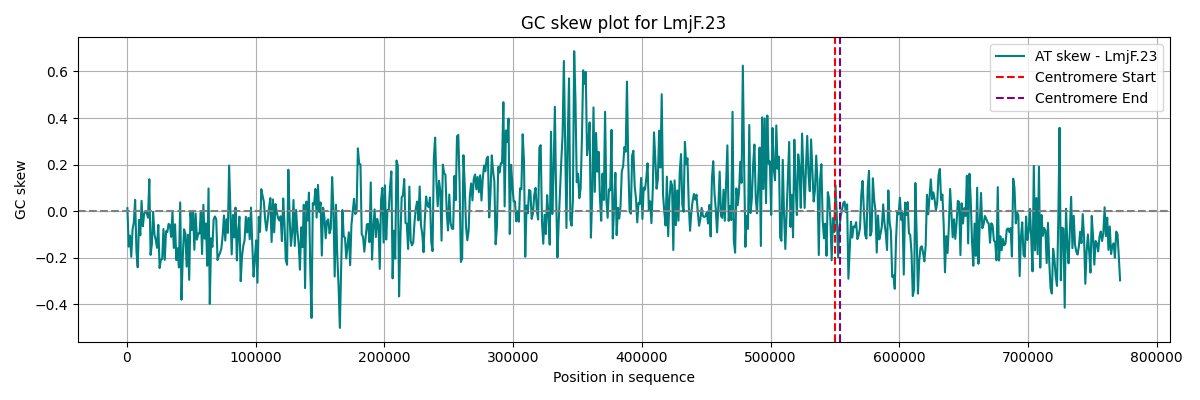 GC skew plot for LmjF.23
AT skew - LmjF.23
Centromere Start
Centromere End
GC skew
0.6
0.4
0.2
0.0
−0.2
−0.4
0 100000 200000 300000 400000 500000 600000 700000 800000
Position in sequence